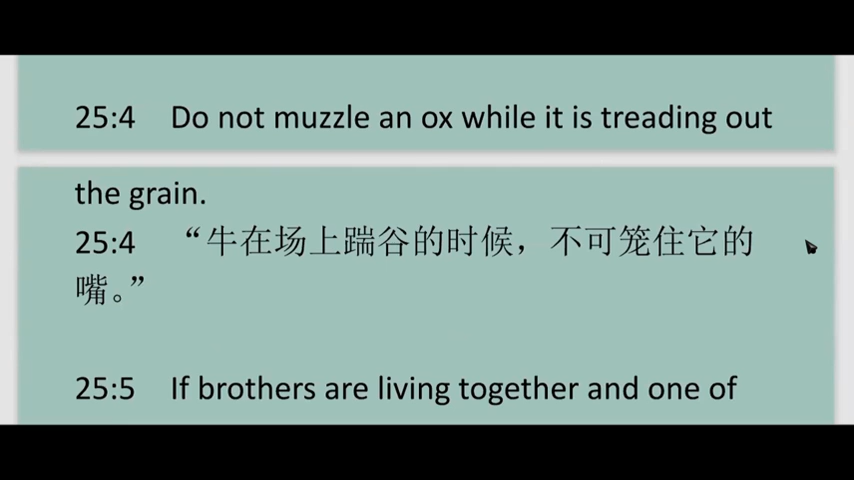 25:4 Do not muzzle an ox while it is treading out
the grain.
25:4 “牛在场上踹谷的时候，不可笼住它的
嘴。”
25:5 If brothers are living together and one of